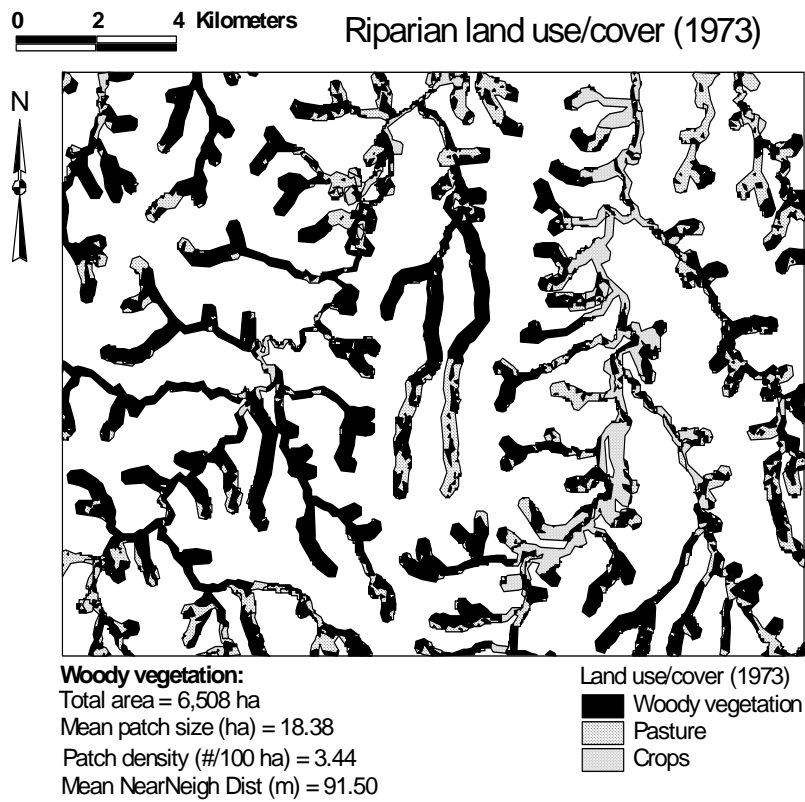 0 2 4 Kilometers
Riparian land use/cover (1973)
N
Woody vegetation:
Total area = 6,508 ha
Mean patch size (ha) = 18.38
Patch density (#/100 ha) = 3.44
Mean NearNeigh Dist (m) = 91.50
Land use/cover (1973)
Woody vegetation
Pasture
Crops